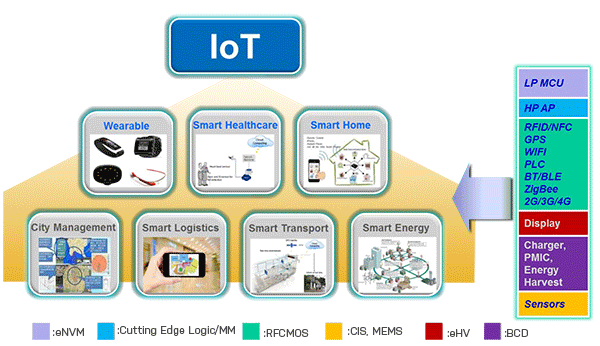 IoT
Wearable
Smart Healthcare
Cloud Computing
Smart Home
City Management
Smart Logistics
Smart Transport
Smart Energy
LP MCU
HP AP
RFID/NFC
GPS
WIFI
PLC
BT/BLE
ZigBee
2G/3G/4G
Display
Charger,
PMIC,
Energy
Harvest
Sensors
:eNVM
:Cutting Edge Logic/MM
:RFCMOS
:CIS, MEMS
:eHV
:BCD